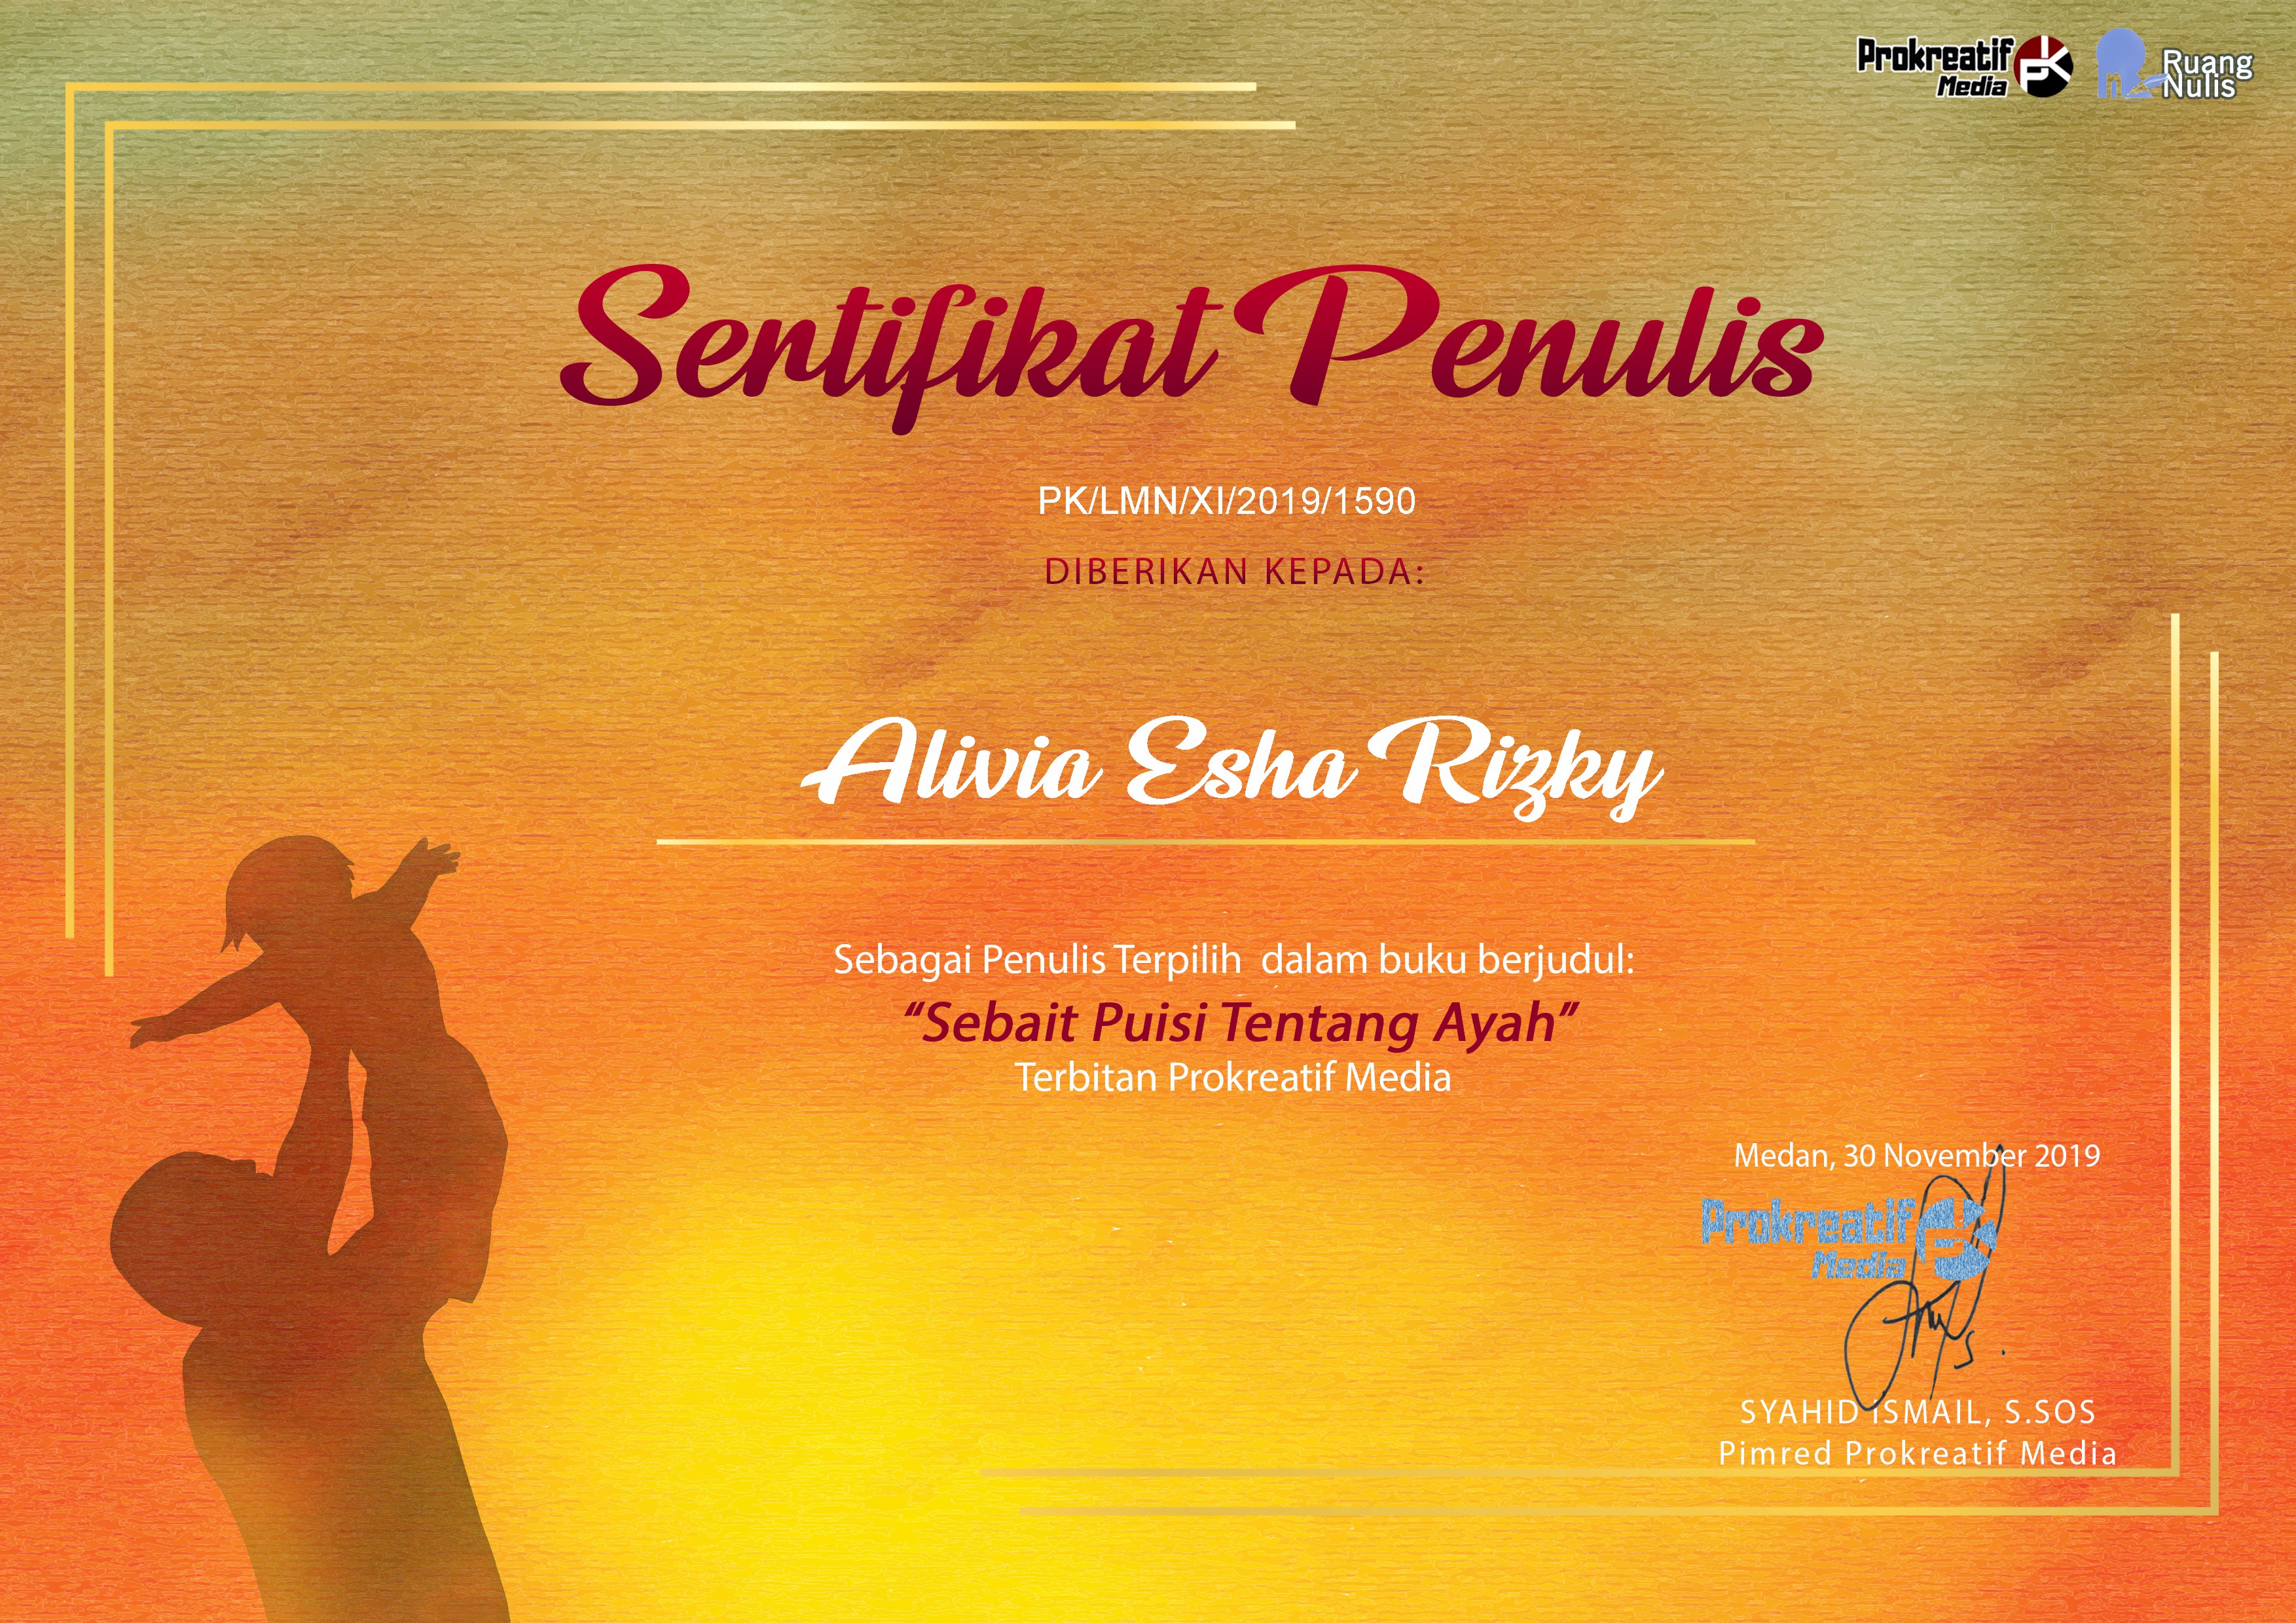 Prokreatif
Media
PK
Ruang
Nulis
Sertifikat Penulis
PK/LMN/XI/2019/1590
DIBERIKAN KEPADA:
Alivia Esha Rizky
Sebagai Penulis Terpilih dalam buku berjudul:
“Sebait Puisi Tentang Ayah”
Terbitan Prokreatif Media
Medan, 30 November 2019
Prokreatif
Media
SYAHID ISMAIL, S.SOS
Pimred Prokreatif Media